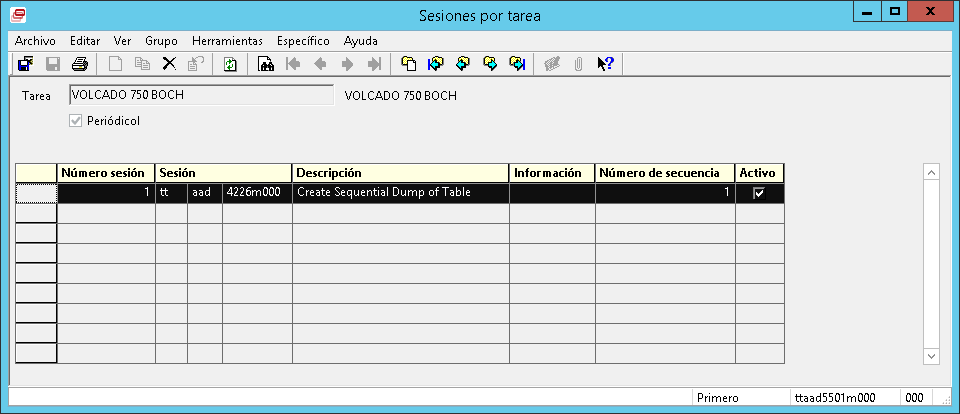 Sesiones por tarea
Archivo Editar Ver Grupo Herramientas Específico Ayuda
Tarea VOLCADO 750 BOCH VOLCADO 750 BOCH
Periódicol
Número sesión Sesión Descripción Información Número de secuencia Activo
1 tt aad 4226m000 Create Sequential Dump of Table 1
Primero ttaad5501m000 000